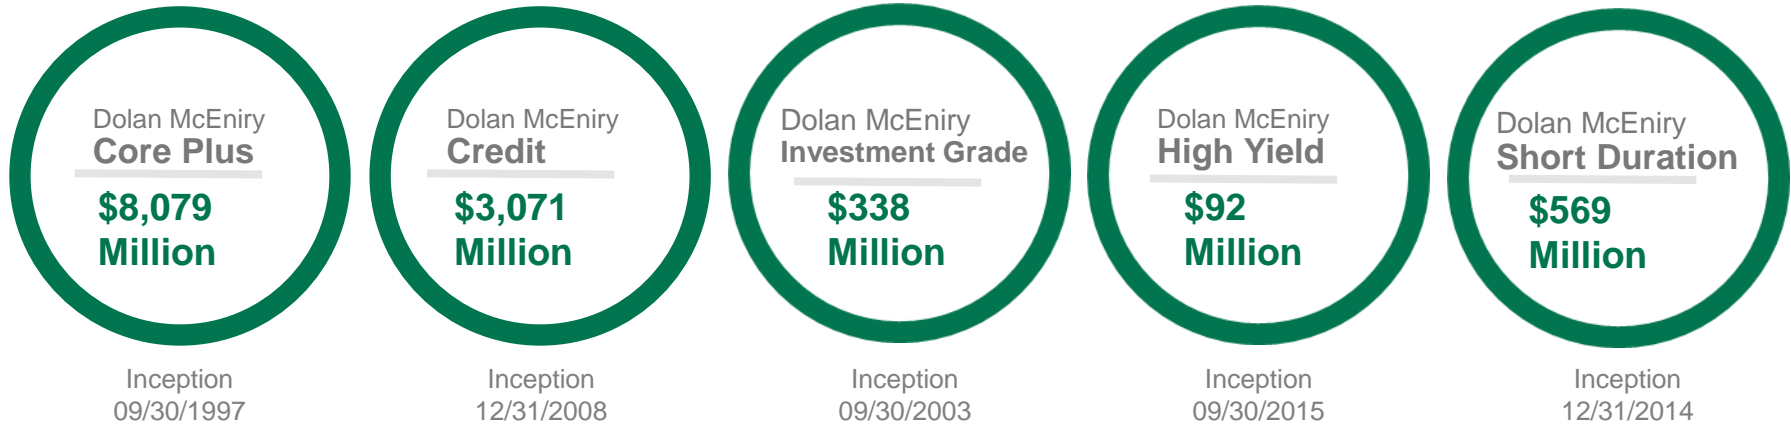 Dolan McEniry
Core Plus
$8,079
Million
Inception
09/30/1997
Dolan McEniry
Credit
$3,071
Million
Inception
12/31/2008
Dolan McEniry
Investment Grade
$338
Million
Inception
09/30/2003
Dolan McEniry
High Yield
$92
Million
Inception
09/30/2015
Dolan McEniry
Short Duration
$569
Million
Inception
12/31/2014